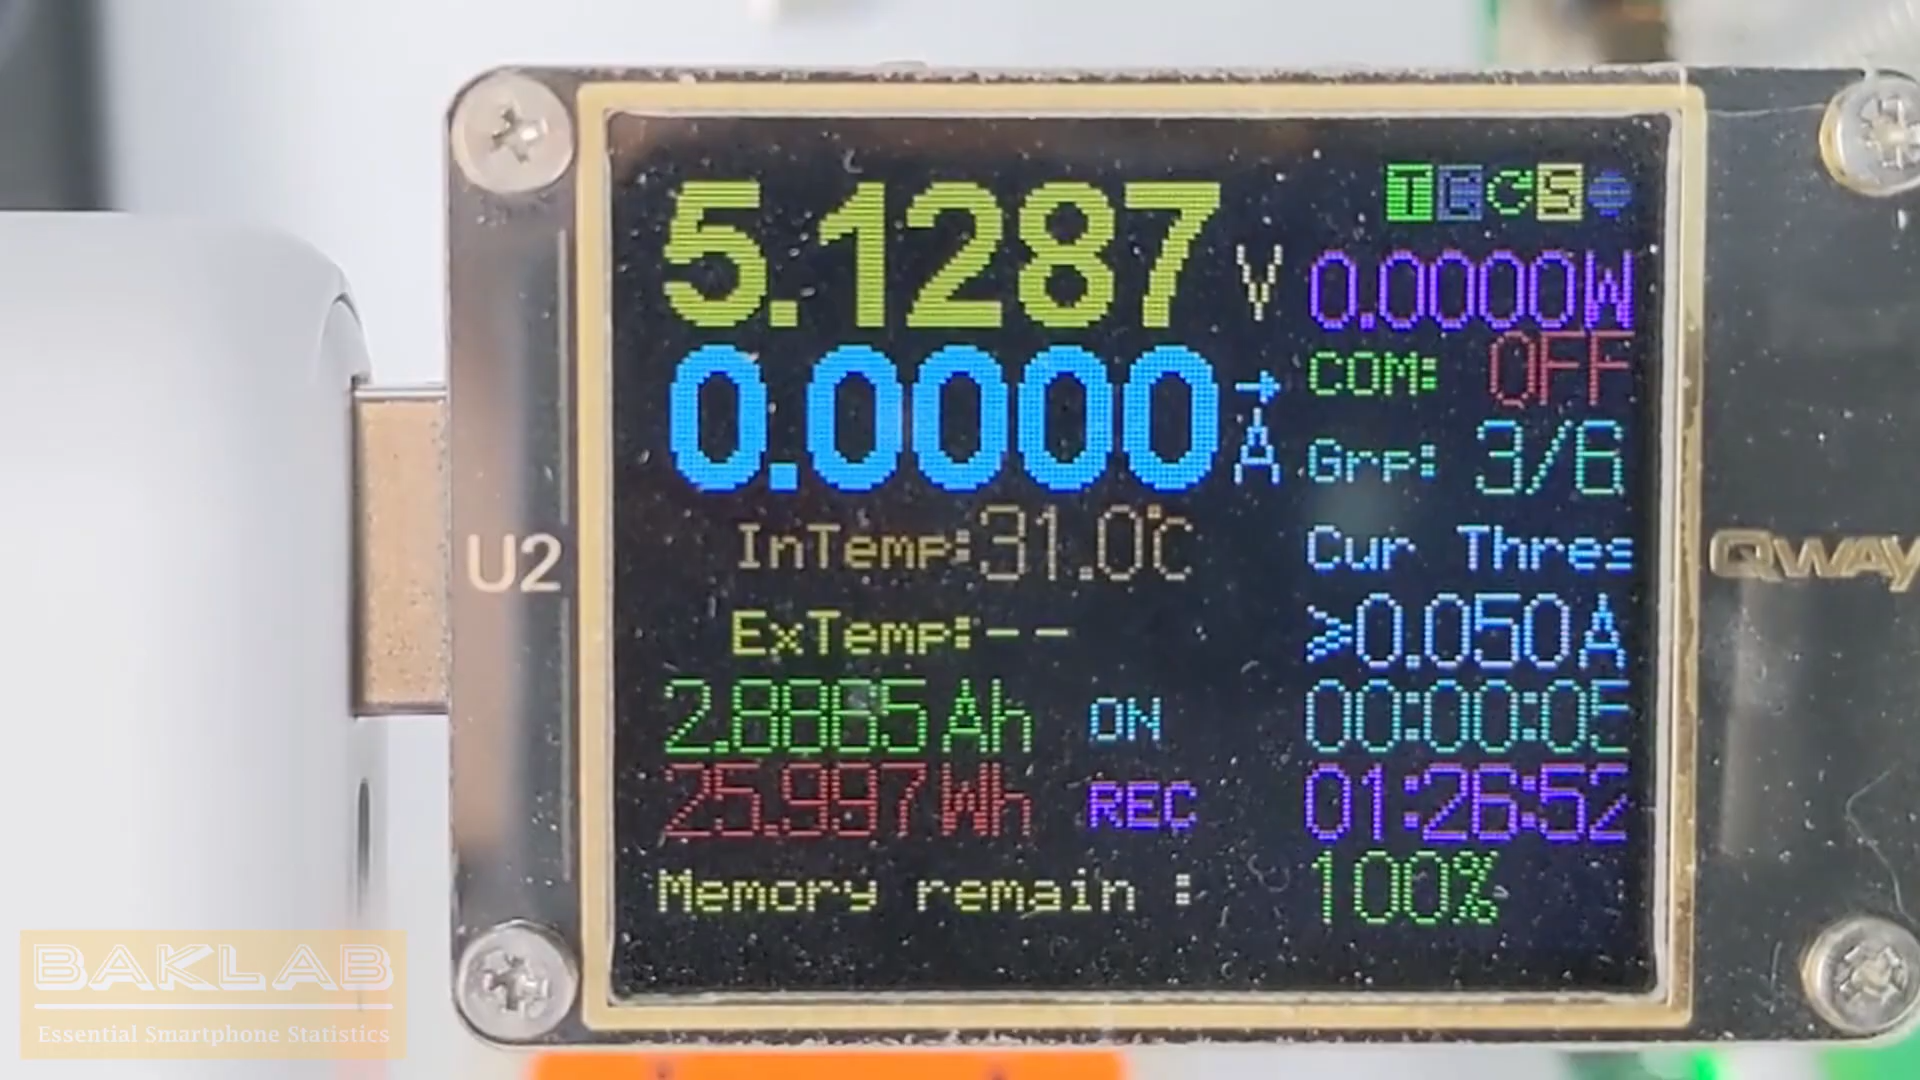 5.1287 V
0.0000W
0.0000 A
COM: OFF
Grp: 3/6
InTemp:31.0℃
Cur Thres
ExTemp:--
>0.050A
2.8865Ah ON
00:00:05
25.997Wh REC
01:26:52
Memory remain : 100%
U2
QWAY
BAKLAB
Essential Smartphone Statistics